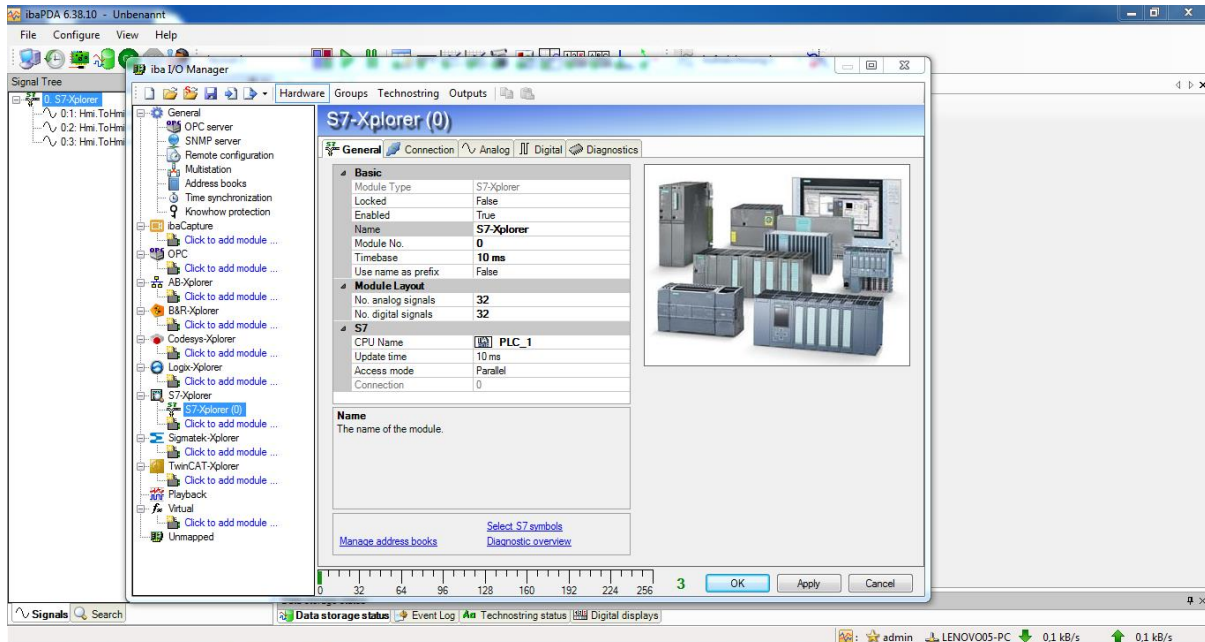 ibaPDA 6.38.10 - Unbenannt
File Configure View Help
Signal Tree
0. S7-Xplorer
0:1: Hmi.ToHmi
0:2: Hmi.ToHmi
0:3: Hmi.ToHmi
iba I/O Manager
Hardware Groups Technostring Outputs
General
OPC server
SNMP server
Remote configuration
Multistation
Address books
Time synchronization
Knowhow protection
ibaCapture
Click to add module ...
OPC
Click to add module ...
AB-Xplorer
Click to add module ...
B&R-Xplorer
Click to add module ...
Codesys-Xplorer
Click to add module ...
Logix-Xplorer
Click to add module ...
S7-Xplorer
S7-Xplorer (0)
Click to add module ...
Sigmatek-Xplorer
Click to add module ...
TwinCAT-Xplorer
Click to add module ...
Playback
Virtual
Click to add module ...
Unmapped
S7-Xplorer (0)
General Connection Analog Digital Diagnostics
Basic
Module Type S7-Xplorer
Locked False
Enabled True
Name S7-Xplorer
Module No. 0
Timebase 10 ms
Use name as prefix False
Module Layout
No. analog signals 32
No. digital signals 32
S7
CPU Name PLC_1
Update time 10 ms
Access mode Parallel
Connection 0
Name
The name of the module.
Select S7 symbols
Manage address books Diagnostic overview
0 32 64 96 128 160 192 224 256 3 OK Apply Cancel
Signals Search
Data storage status Event Log Technostring status Digital displays
admin LENOVO05-PC 0,1 kB/s 0,1 kB/s